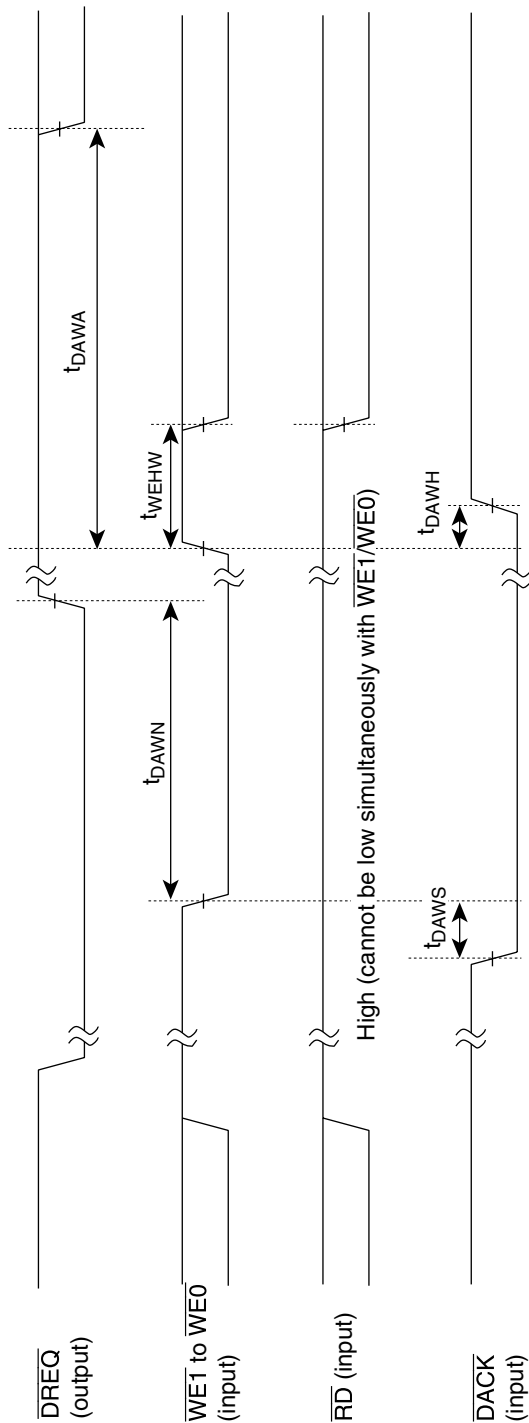 DREQ
(output)
tDAWN
tDAWA
WE1 to WE0
(input)
tWEHW
RD (input)
High (cannot be low simultaneously with WE1/WE0)
DACK
(input)
tDAWS
tDAWH